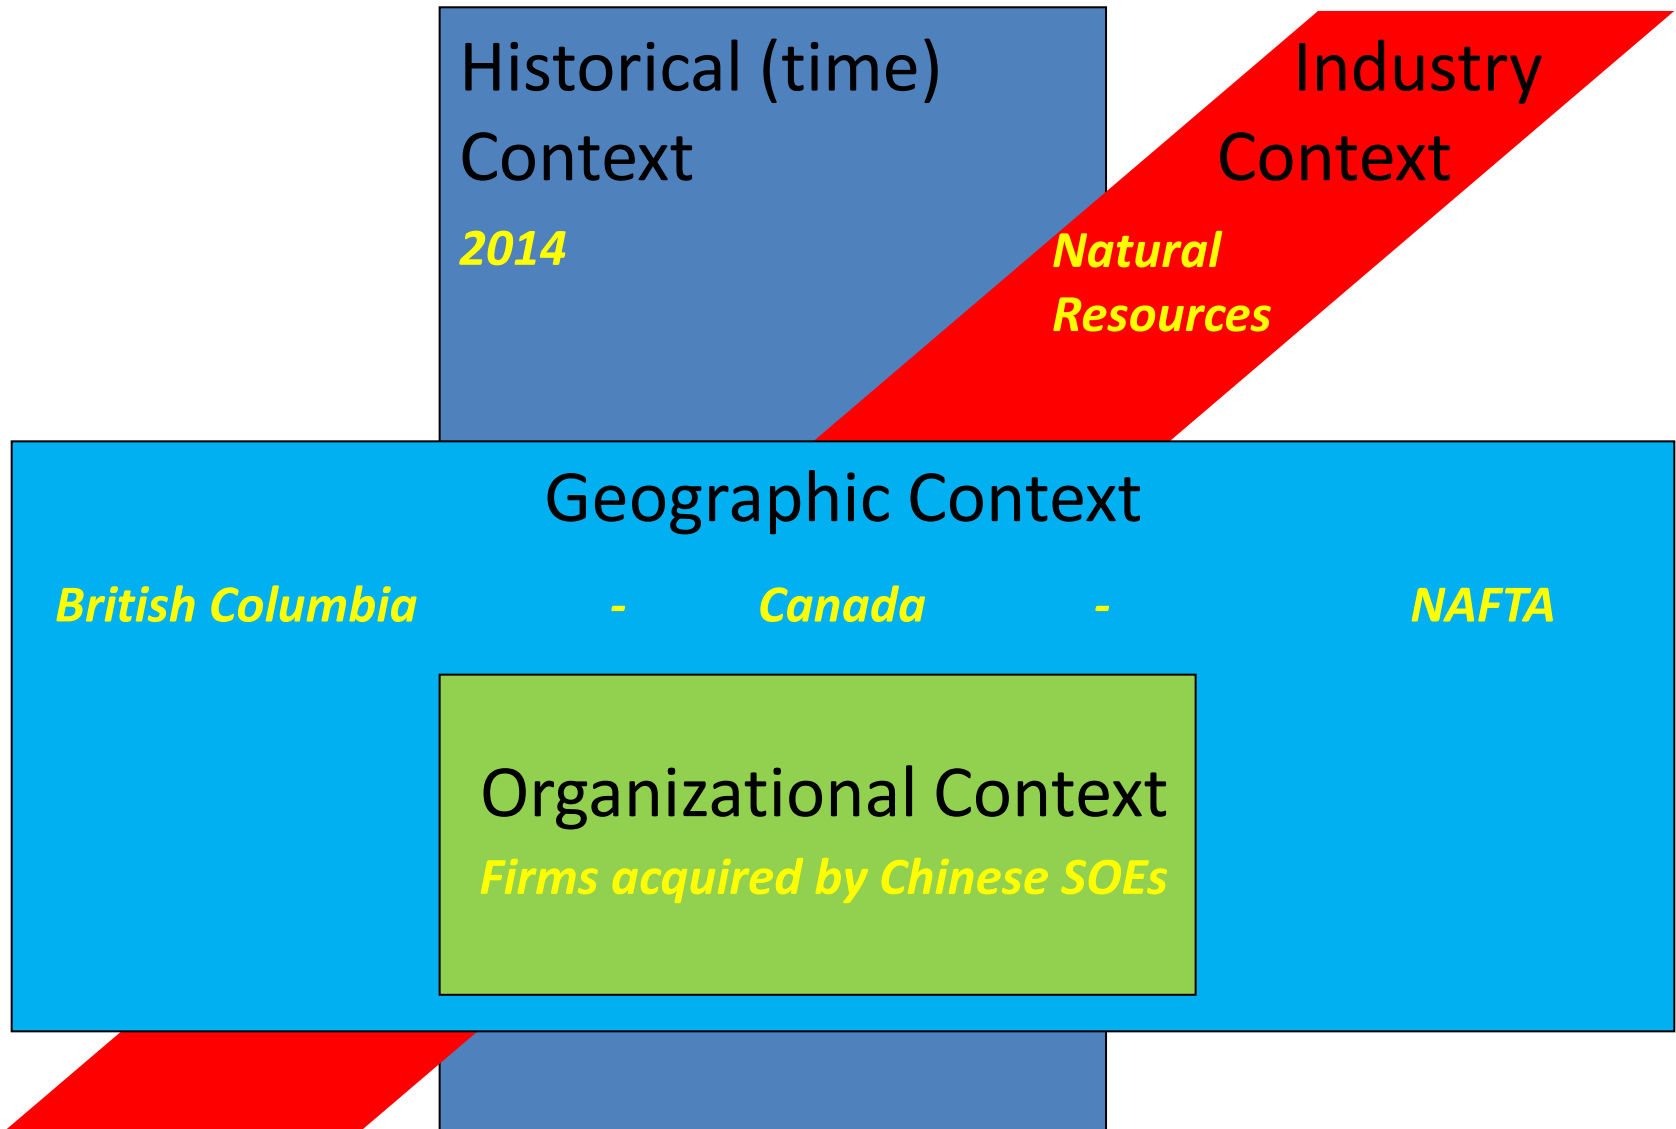 Historical (time)
Context
2014
Industry
Context
Natural
Resources
Geographic Context
British Columbia - Canada - NAFTA
Organizational Context
Firms acquired by Chinese SOEs